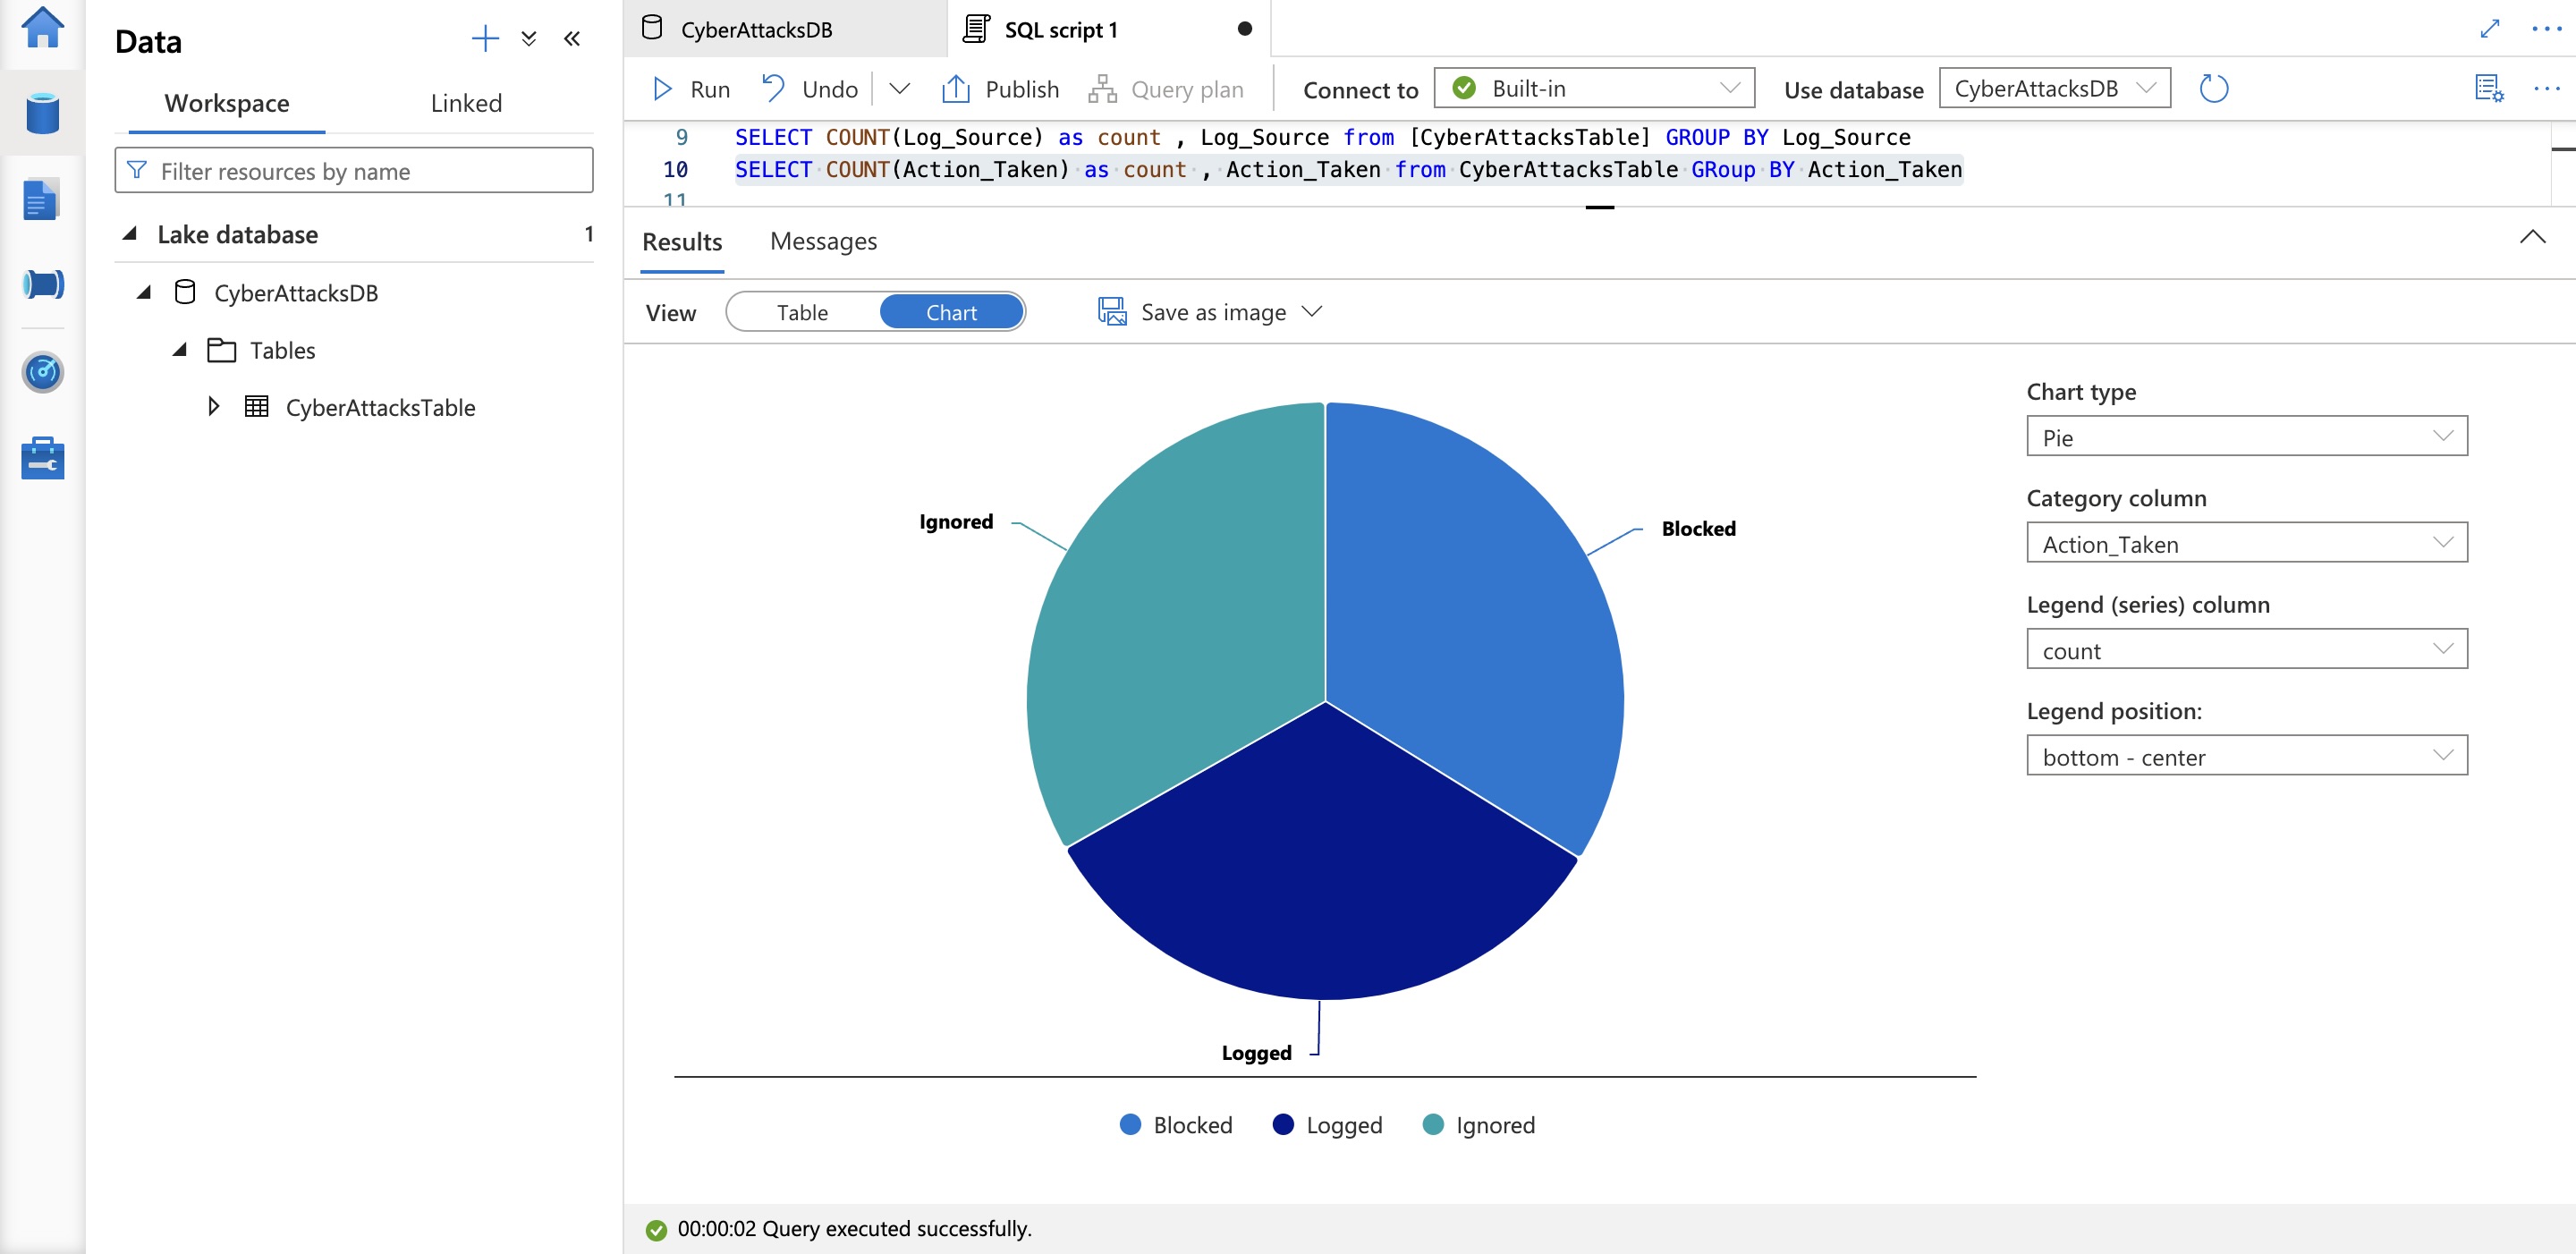 Data
Workspace Linked
Filter resources by name
Lake database 1
CyberAttacksDB
Tables
CyberAttacksTable
CyberAttacksDB SQL script 1
Run Undo Publish Query plan Connect to Built-in Use database CyberAttacksDB
9 SELECT COUNT(Log_Source) as count , Log_Source from [CyberAttacksTable] GROUP BY Log_Source
10 SELECT COUNT(Action_Taken) as count , Action_Taken from CyberAttacksTable GRoup BY Action_Taken
11
Results Messages
View Table Chart Save as image
Ignored
Blocked
Logged
Blocked Logged Ignored
Chart type
Pie
Category column
Action_Taken
Legend (series) column
count
Legend position:
bottom - center
00:00:02 Query executed successfully.